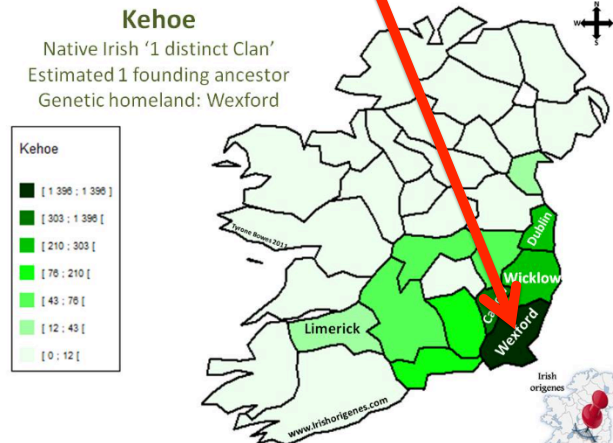 Kehoe
Native Irish ‘1 distinct Clan’
Estimated 1 founding ancestor
Genetic homeland: Wexford
N
W
E
S
Kehoe
[ 1 396 ; 1 396 [
[ 303 ; 1 396 [
[ 210 ; 303 [
[ 76 ; 210 [
[ 43 ; 76 [
[ 12 ; 43 [
[ 0 ; 12 [
Tyrone Bowes 2013
Dublin
Wicklow
Wexford
Limerick
www.Irishorigenes.com
Irish
origenes